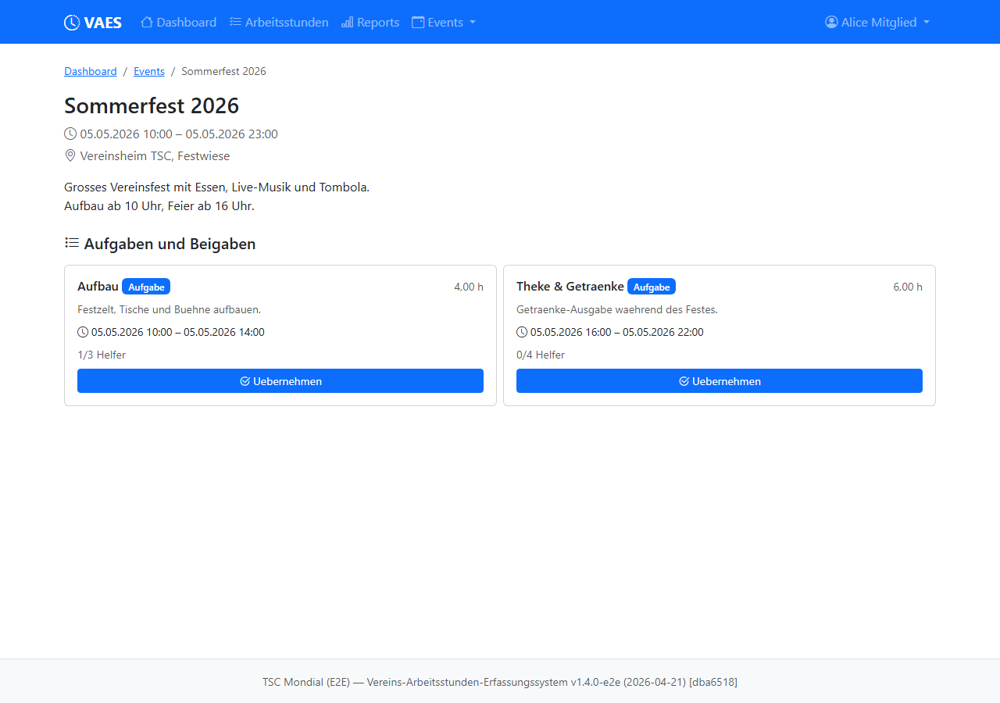 VAES Dashboard Arbeitsstunden Reports Events Alice Mitglied
Dashboard / Events / Sommerfest 2026
Sommerfest 2026
05.05.2026 10:00 – 05.05.2026 23:00
Vereinsheim TSC, Festwiese
Grosses Vereinsfest mit Essen, Live-Musik und Tombola.
Aufbau ab 10 Uhr, Feier ab 16 Uhr.
Aufgaben und Beigaben
Aufbau Aufgabe 4,00 h
Festzelt, Tische und Buehne aufbauen.
05.05.2026 10:00 – 05.05.2026 14:00
1/3 Helfer
Uebernehmen
Theke & Getraenke Aufgabe 6,00 h
Getraenke-Ausgabe waehrend des Festes.
05.05.2026 16:00 – 05.05.2026 22:00
0/4 Helfer
Uebernehmen
TSC Mondial (E2E) — Vereins-Arbeitsstunden-Erfassungssystem v1.4.0-e2e (2026-04-21) [dba6518]